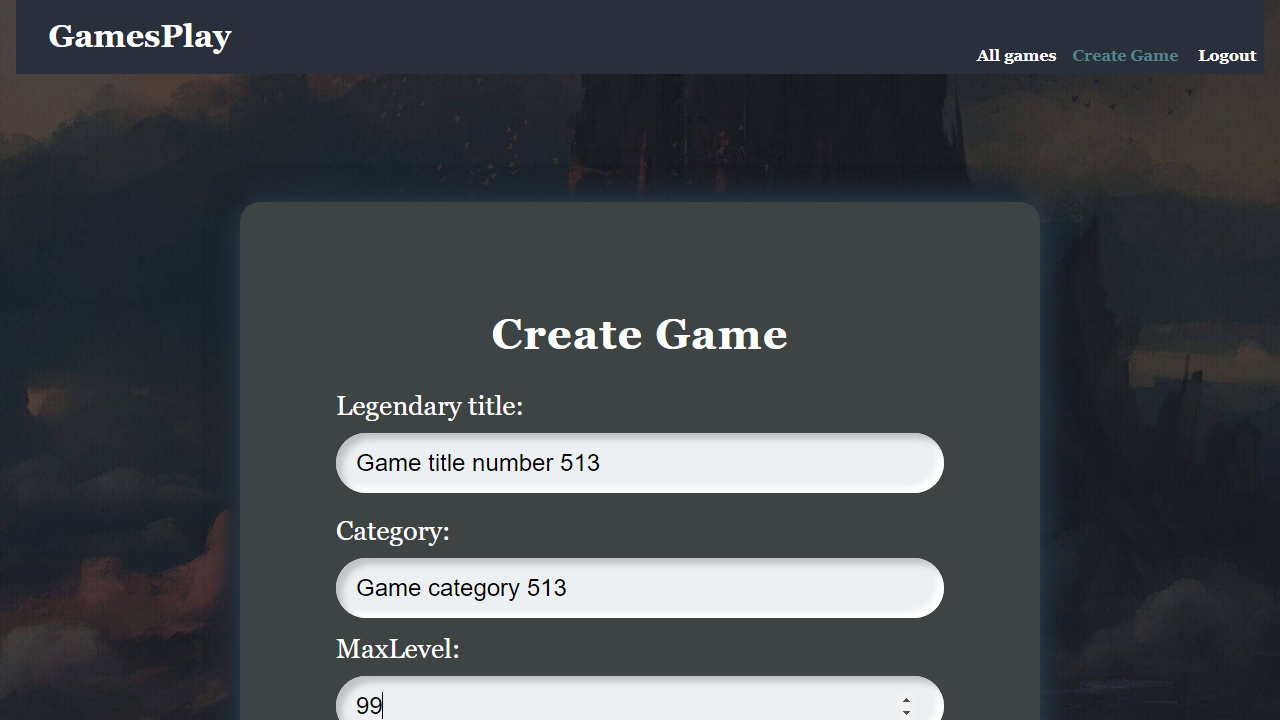 GamesPlay
All games Create Game Logout
Create Game
Legendary title:
Game title number 513
Category:
Game category 513
MaxLevel:
99